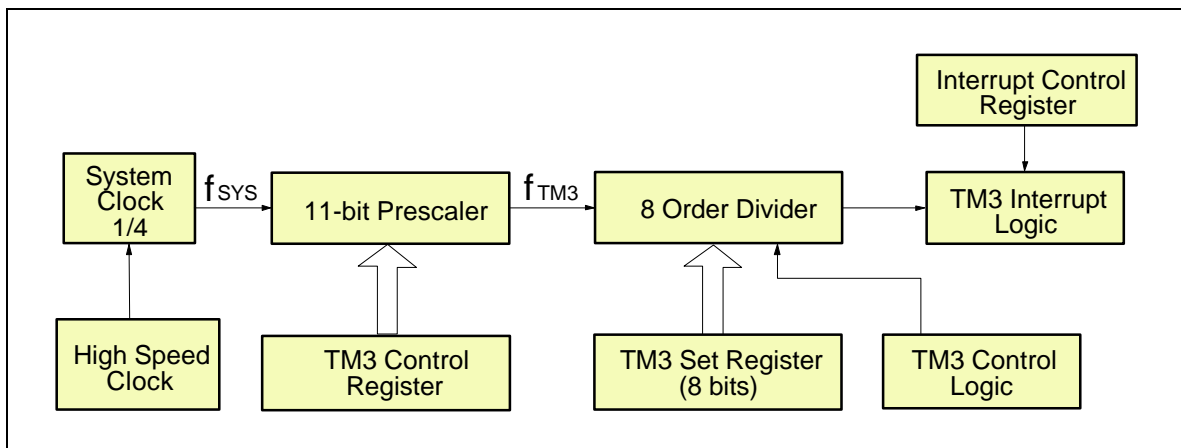 Interrupt Control
Register
System
Clock
1/4
fSYS
11-bit Prescaler
fTM3
8 Order Divider
TM3 Interrupt
Logic
High Speed
Clock
TM3 Control
Register
TM3 Set Register
(8 bits)
TM3 Control
Logic